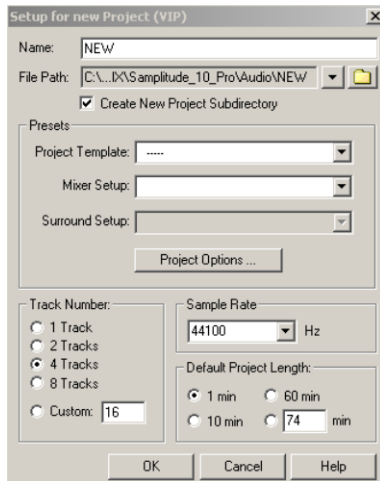 Setup for new Project (VIP)
Name: NEW
File Path: C:\...IX\Samplitude_10_Pro\Audio\NEW
Create New Project Subdirectory
Presets
Project Template: -----
Mixer Setup:
Surround Setup:
Project Options ...
Track Number:
1 Track
2 Tracks
4 Tracks
8 Tracks
Custom: 16
Sample Rate
44100 Hz
Default Project Length:
1 min 60 min
10 min 74 min
OK Cancel Help